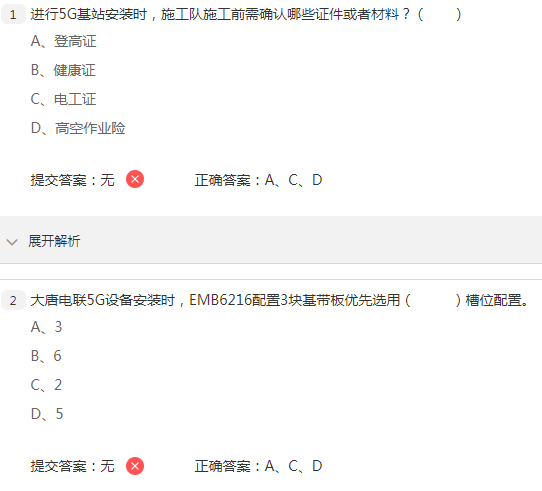 1 进行5G基站安装时，施工队施工前需确认哪些证件或者材料？（ ）
A、登高证
B、健康证
C、电工证
D、高空作业险
提交答案：无 正确答案：A、C、D
展开解析
2 大唐电联5G设备安装时，EMB6216配置3块基带板优先选用（ ）槽位配置。
A、3
B、6
C、2
D、5
提交答案：无 正确答案：A、C、D